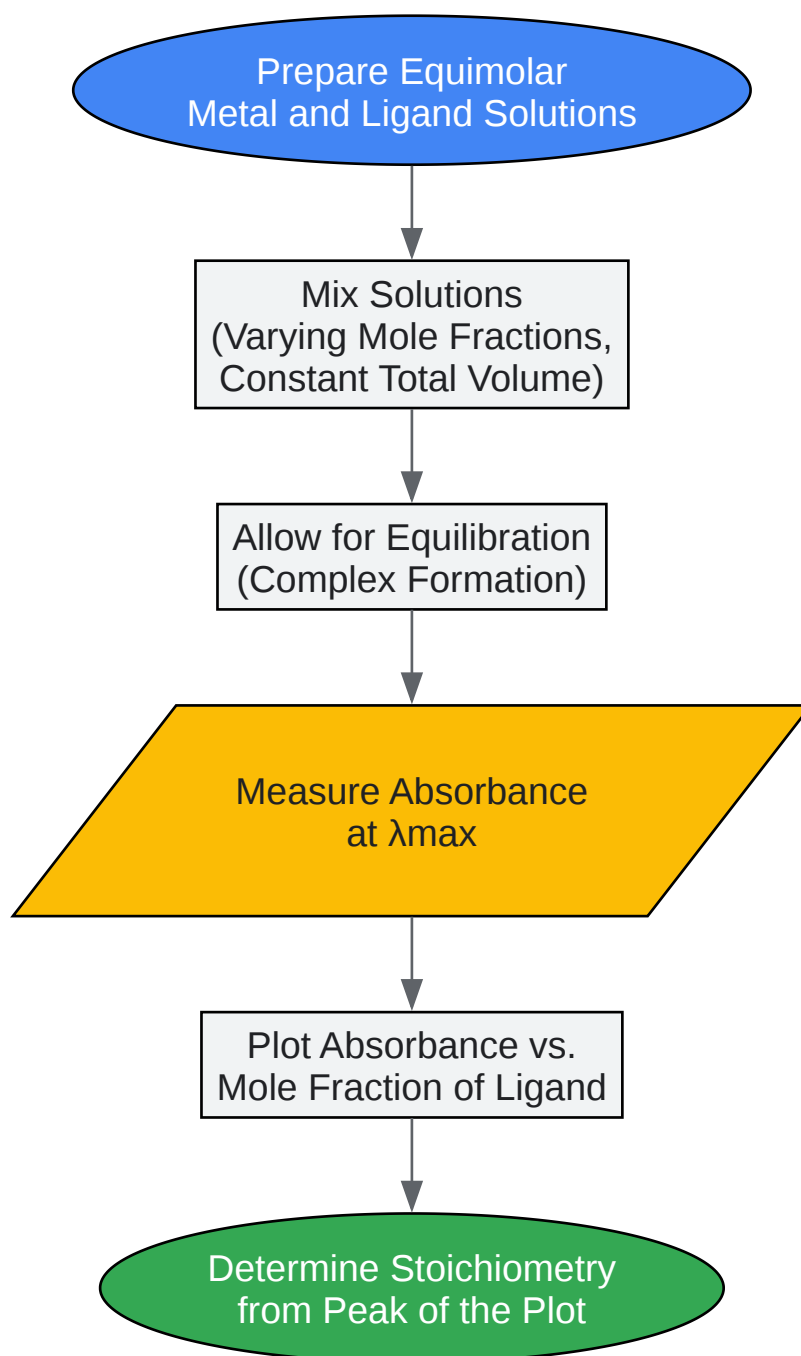 Prepare Equimolar
Metal and Ligand Solutions
Mix Solutions
(Varying Mole Fractions,
Constant Total Volume)
Allow for Equilibration
(Complex Formation)
Measure Absorbance
at λmax
Plot Absorbance vs.
Mole Fraction of Ligand
Determine Stoichiometry
from Peak of the Plot